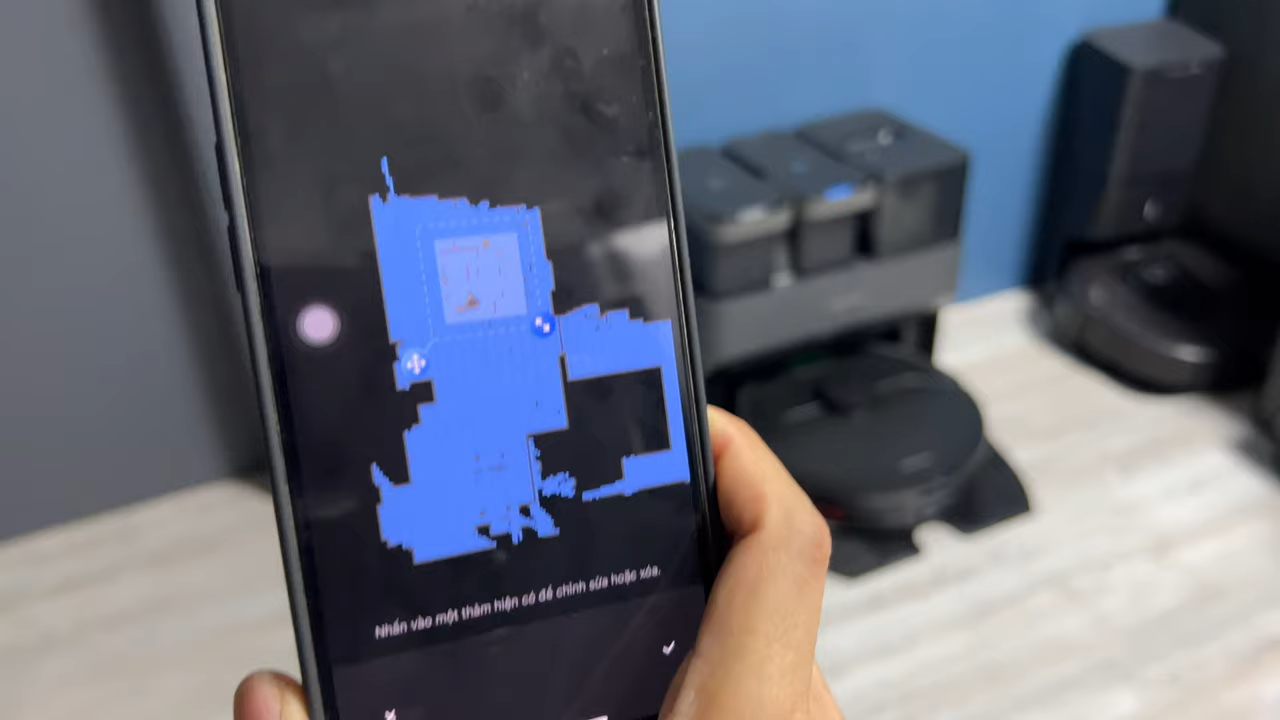 Nhấn vào một thảm hiện có để chỉnh sửa hoặc xóa.